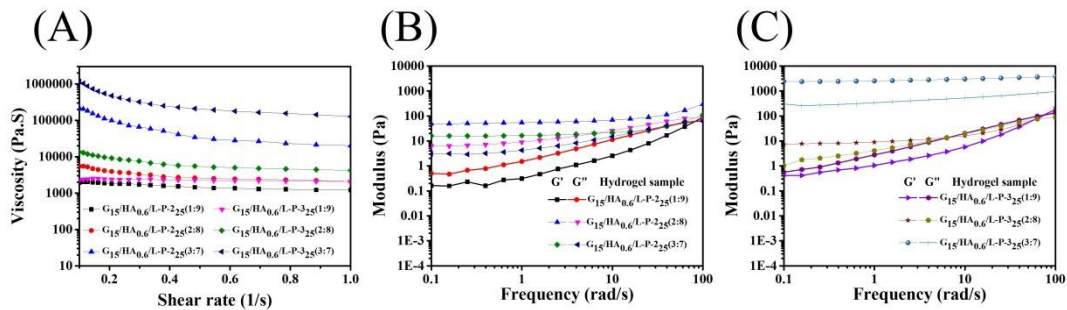 (A)
Viscosity (Pa.S)
1000000
100000
10000
1000
100
10
G15/HA0.6/L-P-225(1:9) G15/HA0.6/L-P-325(1:9)
G15/HA0.6/L-P-225(2:8) G15/HA0.6/L-P-325(2:8)
G15/HA0.6/L-P-225(3:7) G15/HA0.6/L-P-325(3:7)
0.2 0.4 0.6 0.8 1.0
Shear rate (1/s)
(B)
Modulus (Pa)
10000
1000
100
10
1
0.1
0.01
1E-3
1E-4
G' G'' Hydrogel sample
G15/HA0.6/L-P-225(1:9)
G15/HA0.6/L-P-225(2:8)
G15/HA0.6/L-P-225(3:7)
0.1 1 10 100
Frequency (rad/s)
(C)
Modulus (Pa)
10000
1000
100
10
1
0.1
0.01
1E-3
1E-4
G' G'' Hydrogel sample
G15/HA0.6/L-P-325(1:9)
G15/HA0.6/L-P-325(2:8)
G15/HA0.6/L-P-325(3:7)
0.1 1 10 100
Frequency (rad/s)